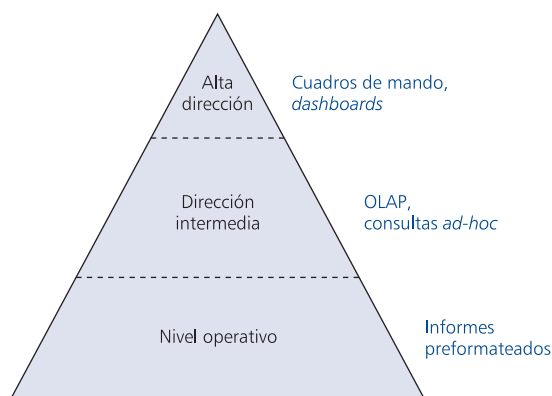 Alta
dirección
Cuadros de mando,
dashboards
Dirección
intermedia
OLAP,
consultas ad-hoc
Nivel operativo
Informes
preformateados